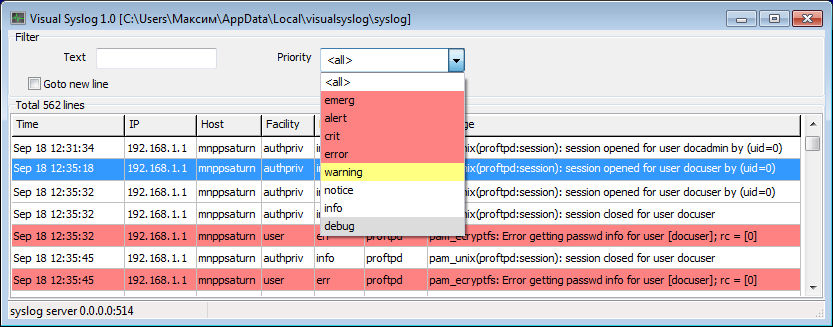 Visual Syslog 1.0 [C:\Users\Максим\AppData\Local\visualsyslog\syslog]
Filter
Text Priority <all>
Goto new line <all>
emerg
alert
crit
error
warning
notice
info
debug
Total 562 lines
Time IP Host Facility
Sep 18 12:31:34 192.168.1.1 mnppsaturn authpriv nix(proftpd:session): session opened for user docadmin by (uid=0)
Sep 18 12:35:18 192.168.1.1 mnppsaturn authpriv nix(proftpd:session): session opened for user docuser by (uid=0)
Sep 18 12:35:32 192.168.1.1 mnppsaturn authpriv nix(proftpd:session): session opened for user docuser by (uid=0)
Sep 18 12:35:32 192.168.1.1 mnppsaturn authpriv nix(proftpd:session): session closed for user docuser
Sep 18 12:35:32 192.168.1.1 mnppsaturn user err proftpd pam_ecryptfs: Error getting passwd info for user [docuser]; rc = [0]
Sep 18 12:35:45 192.168.1.1 mnppsaturn authpriv info proftpd pam_unix(proftpd:session): session closed for user docuser
Sep 18 12:35:45 192.168.1.1 mnppsaturn user err proftpd pam_ecryptfs: Error getting passwd info for user [docuser]; rc = [0]
syslog server 0.0.0.0:514